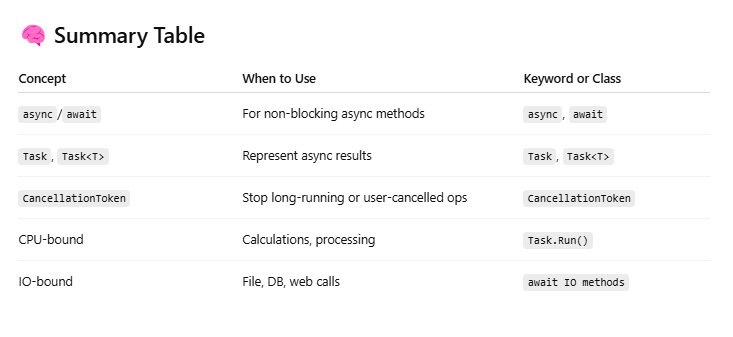 🧠 Summary Table
Concept When to Use Keyword or Class
async / await For non-blocking async methods async, await
Task, Task<T> Represent async results Task, Task<T>
CancellationToken Stop long-running or user-cancelled ops CancellationToken
CPU-bound Calculations, processing Task.Run()
IO-bound File, DB, web calls await IO methods